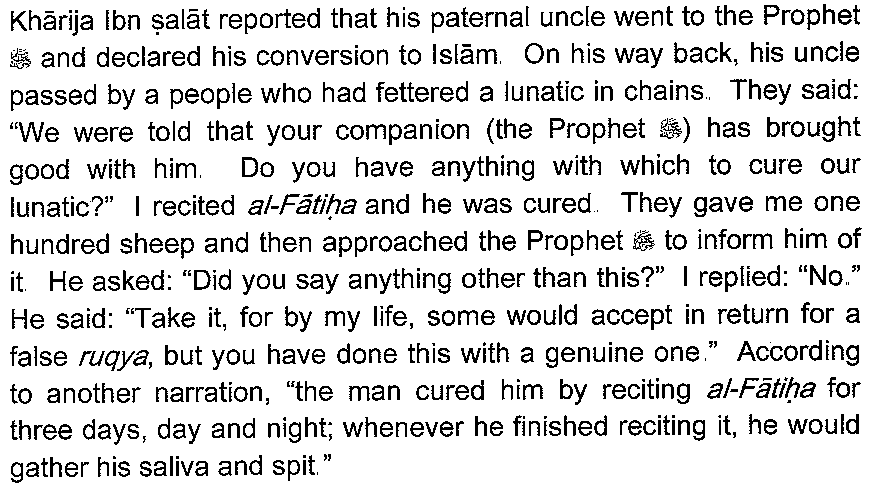 Khārija Ibn ṣalāt reported that his paternal uncle went to the Prophet
ﷺ and declared his conversion to Islām. On his way back, his uncle
passed by a people who had fettered a lunatic in chains. They said:
“We were told that your companion (the Prophet ﷺ) has brought
good with him. Do you have anything with which to cure our
lunatic?” I recited al-Fātiḥa and he was cured. They gave me one
hundred sheep and then approached the Prophet ﷺ to inform him of
it. He asked: “Did you say anything other than this?” I replied: “No.”
He said: “Take it, for by my life, some would accept in return for a
false ruqya, but you have done this with a genuine one.” According
to another narration, “the man cured him by reciting al-Fātiḥa for
three days, day and night; whenever he finished reciting it, he would
gather his saliva and spit.”